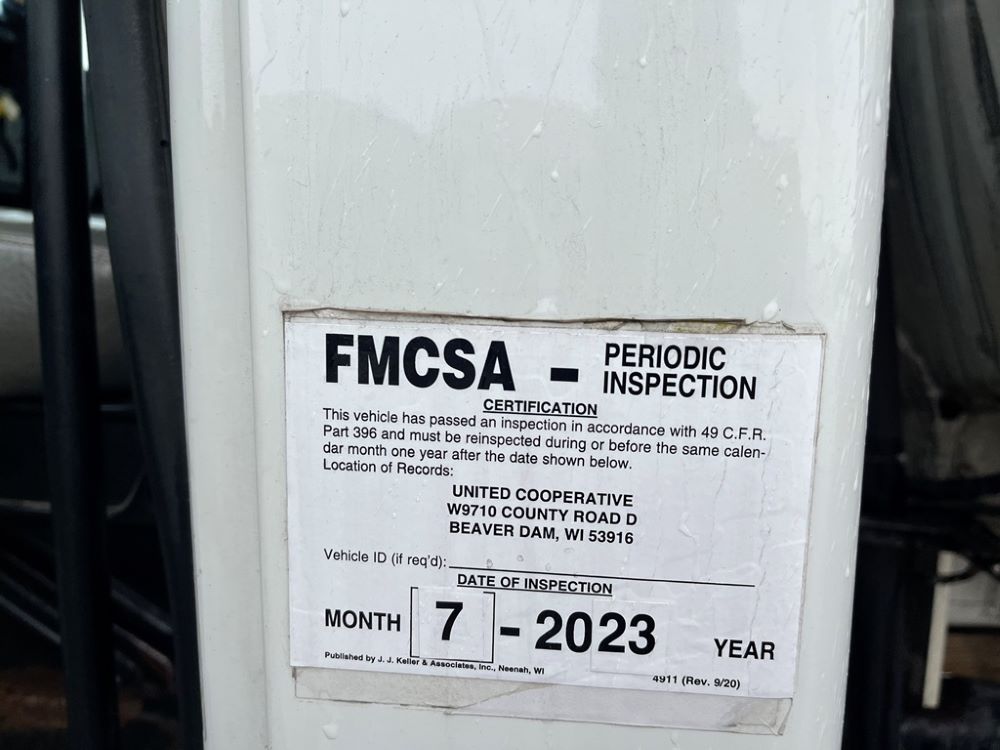 FMCSA - PERIODIC INSPECTION
CERTIFICATION
This vehicle has passed an inspection in accordance with 49 C.F.R.
Part 396 and must be reinspected during or before the same calen-
dar month one year after the date shown below.
Location of Records:
UNITED COOPERATIVE
W9710 COUNTY ROAD D
BEAVER DAM, WI 53916
Vehicle ID (if req'd):
DATE OF INSPECTION
MONTH 7 - 2023 YEAR
Published by J. J. Keller & Associates, Inc., Neenah, WI
4911 (Rev. 9/20)